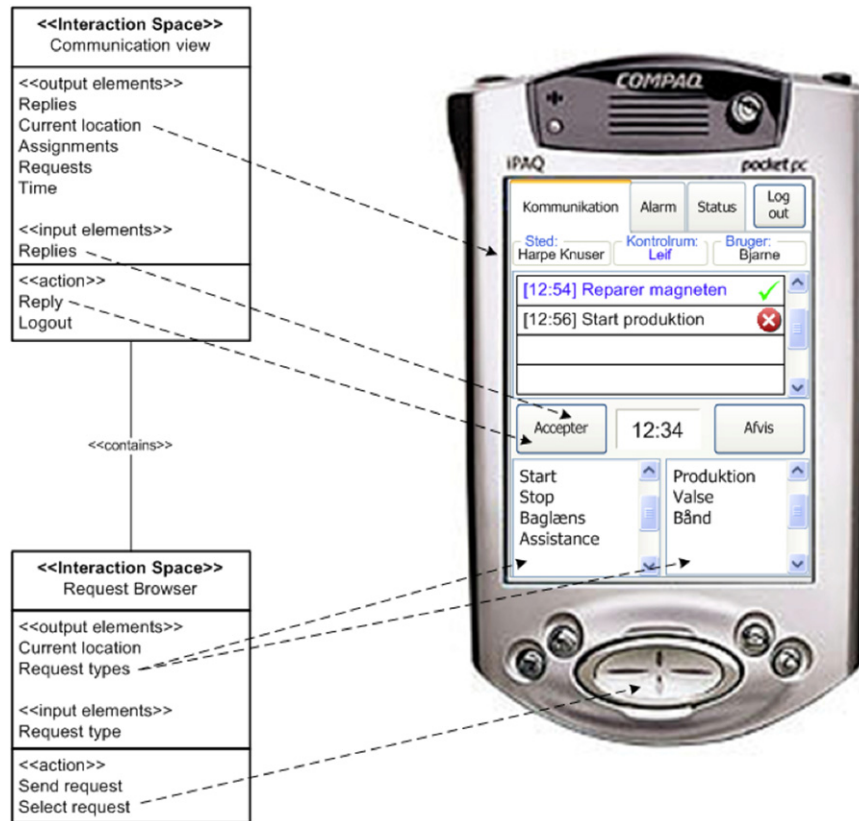 <<Interaction Space>>
Communication view
<<output elements>>
Replies
Current location
Assignments
Requests
Time
<<input elements>>
Replies
<<action>>
Reply
Logout
<<contains>>
<<Interaction Space>>
Request Browser
<<output elements>>
Current location
Request types
<<input elements>>
Request type
<<action>>
Send request
Select request
COMPAQ
iPAQ pocket pc
Kommunikation Alarm Status Log out
Sted: Kontrolrum: Bruger:
Harpe Knuser Leif Bjarne
[12:54] Reparer magneten
[12:56] Start produktion
Accepter 12:34 Afvis
Start
Stop
Baglæns
Assistance
Produktion
Valse
Bånd